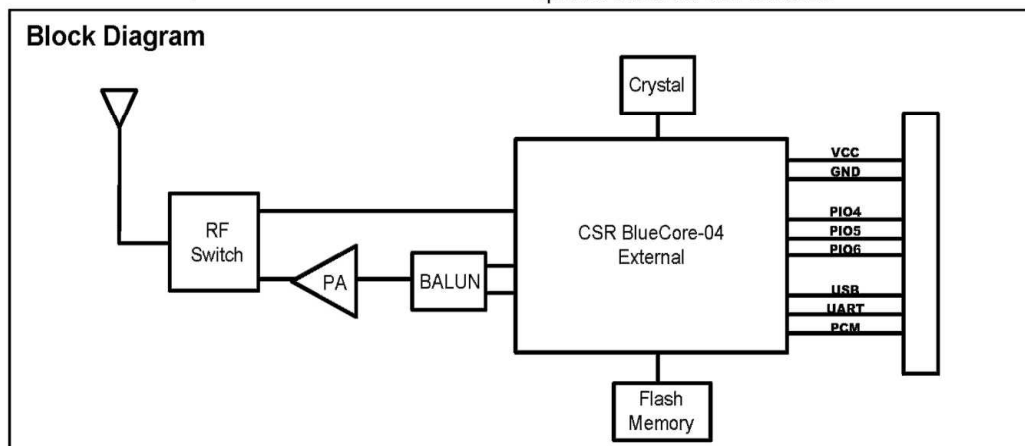 Block Diagram
Crystal
VCC
GND
RF
Switch
PIO4
PIO5
PIO6
CSR BlueCore-04
External
PA
BALUN
USB
UART
PCM
Flash
Memory